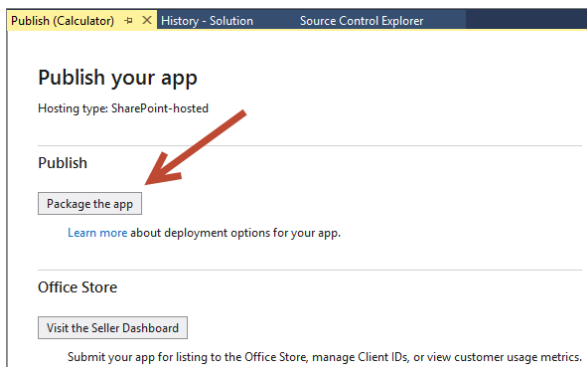 Publish (Calculator) History - Solution Source Control Explorer
Publish your app
Hosting type: SharePoint-hosted
Publish
Package the app
Learn more about deployment options for your app.
Office Store
Visit the Seller Dashboard
Submit your app for listing to the Office Store, manage Client IDs, or view customer usage metrics.